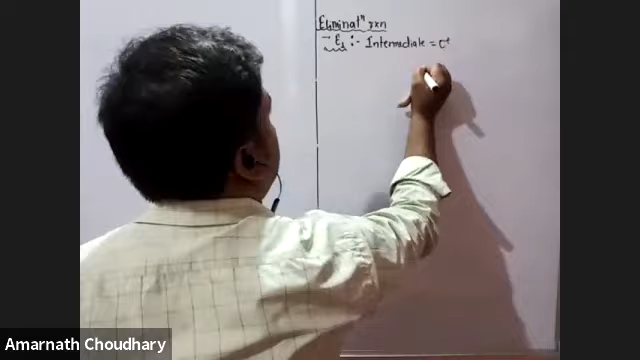 Eliminatⁿ rxn
→ E₁ :- Intermediate = C⁺
Amarnath Choudhary